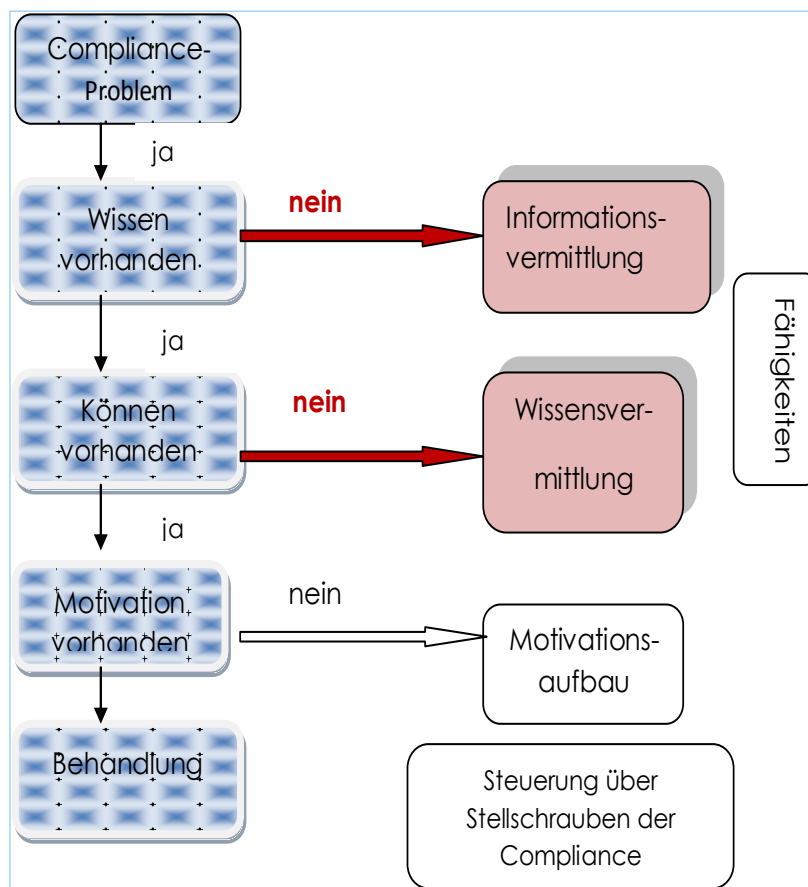 Compliance-
Problem
ja
Wissen
vorhanden
nein
Informations-
vermittlung
ja
Können
vorhanden
nein
Wissensver-
mittlung
Fähigkeiten
ja
Motivation
vorhanden
nein
Motivations-
aufbau
Behandlung
Steuerung über
Stellschrauben der
Compliance